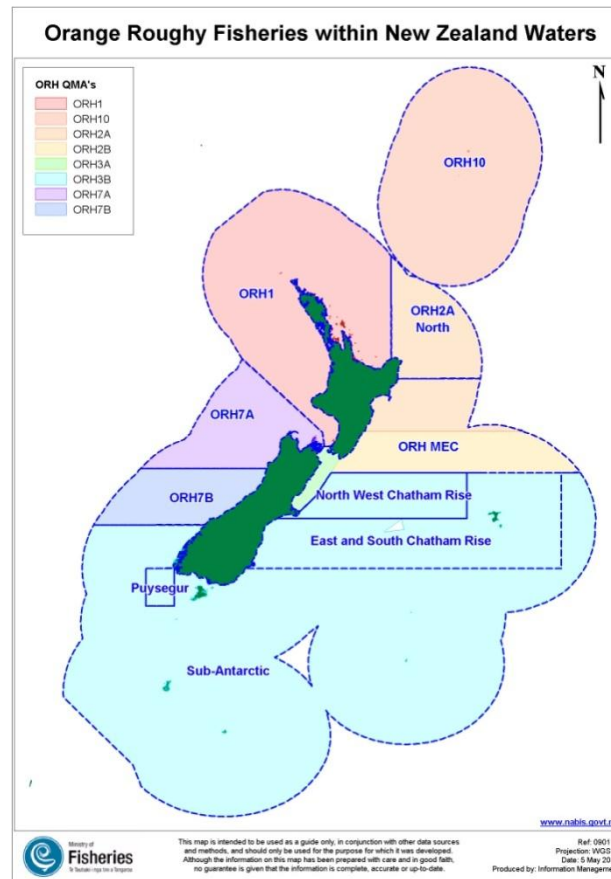 Orange Roughy Fisheries within New Zealand Waters
ORH QMA's
ORH1
ORH10
ORH2A
ORH2B
ORH3A
ORH3B
ORH7A
ORH7B
N
ORH10
ORH1
ORH2A
North
ORH7A
ORH MEC
ORH7B
North West Chatham Rise
East and South Chatham Rise
Puysegur
Sub-Antarctic
www.nabis.govt.n
Ministry of
Fisheries
Te Tautiaki i nga tini a Tangaroa
This map is intended to be used as a guide only, in conjunction with other data sources
and methods, and should only be used for the purpose for which it was developed.
Although the information on this map has been prepared with care and in good faith,
no guarantee is given that the information is complete, accurate or up-to-date.
Ref: 0901
Projection: WGS
Date: 5 May 20
Produced by: Information Managem